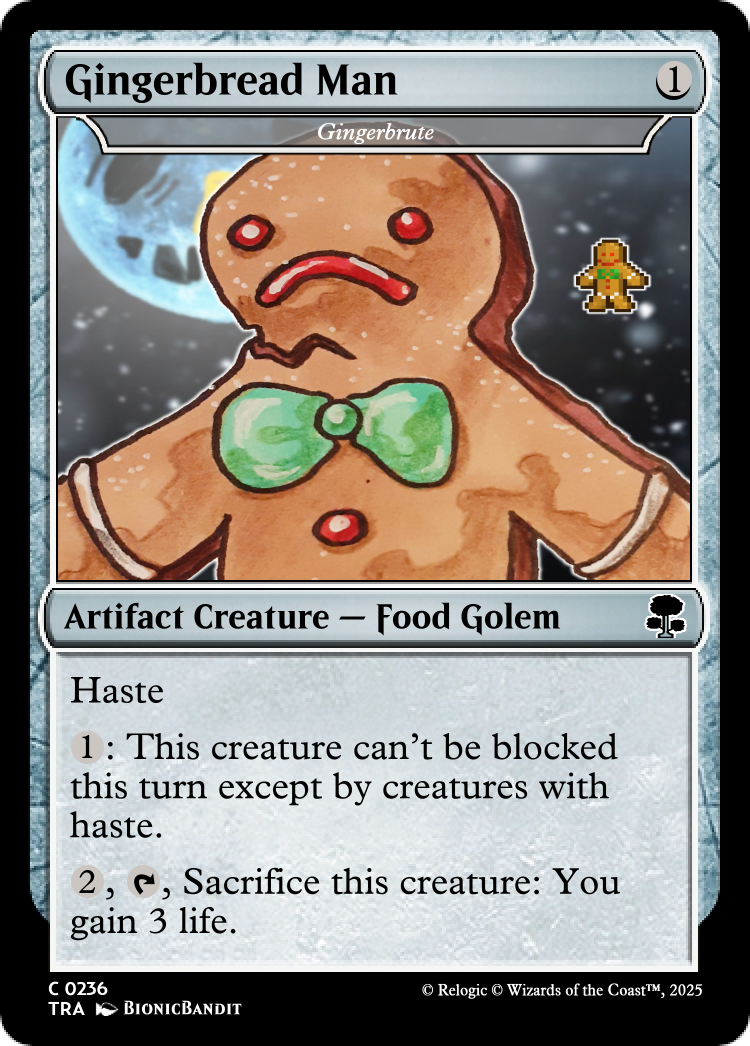 Gingerbread Man 1
Gingerbrute
Artifact Creature — Food Golem
Haste
1: This creature can't be blocked
this turn except by creatures with
haste.
2, , Sacrifice this creature: You
gain 3 life.
C 0236
TRA BionicBandit
© Relogic © Wizards of the Coast™, 2025